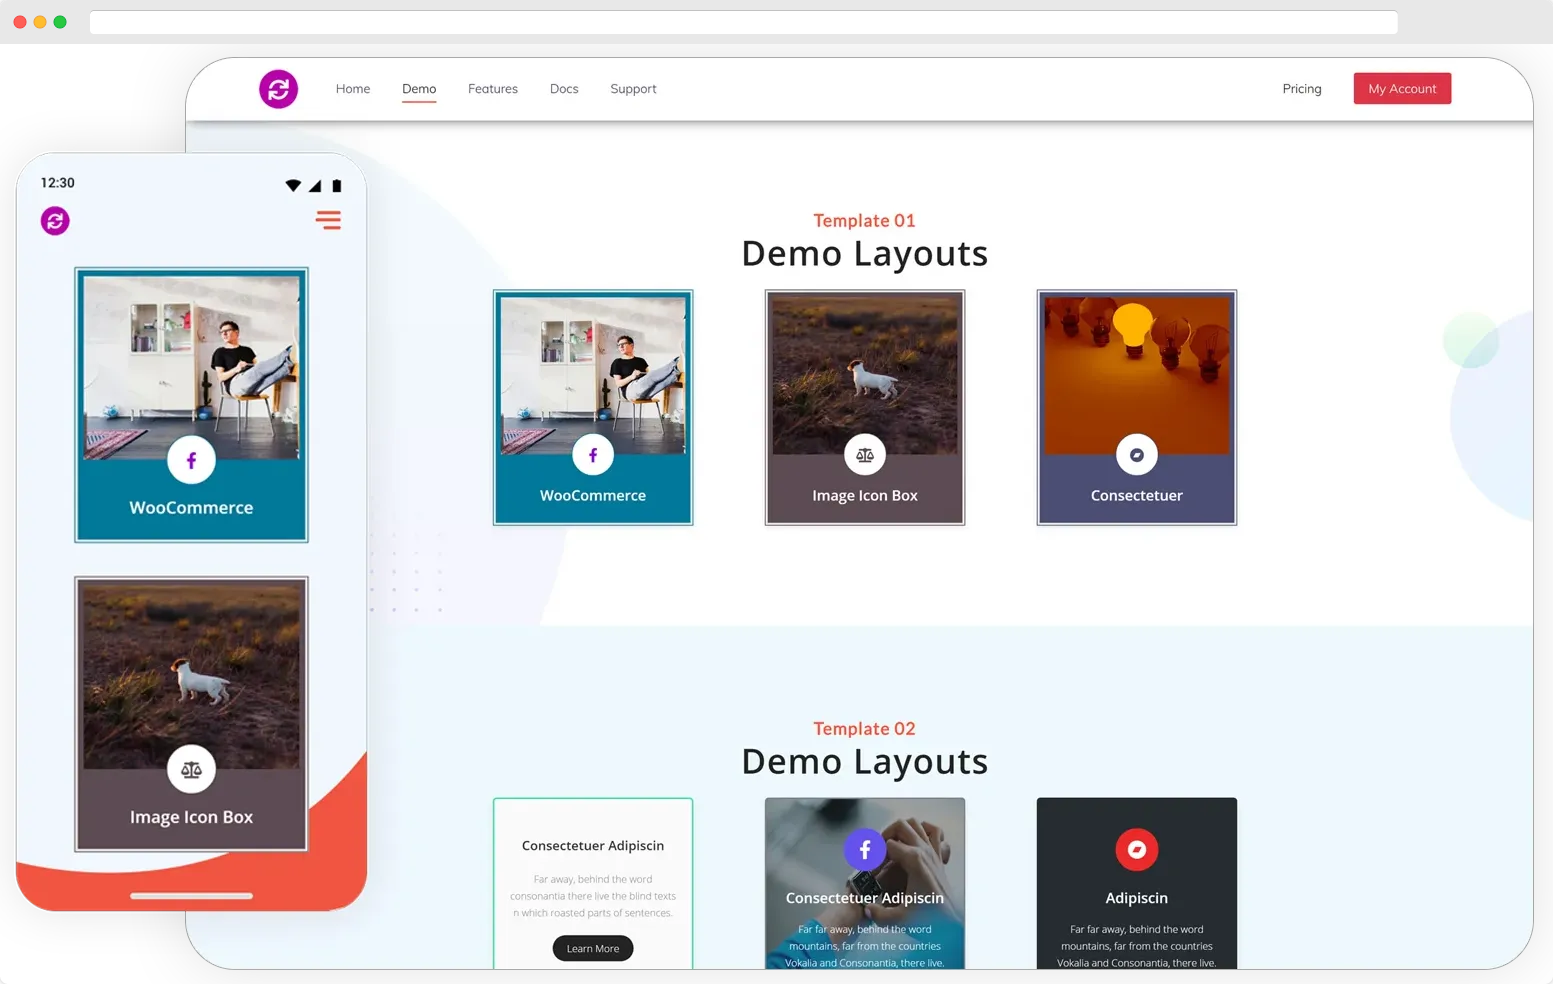 Home Demo Features Docs Support Pricing My Account
12:30
WooCommerce
Image Icon Box
Template 01
Demo Layouts
WooCommerce
Image Icon Box
Consectetuer
Template 02
Demo Layouts
Consectetuer Adipiscin
Far away, behind the word
consonantia there live the blind texts
n which roasted parts of sentences.
Learn More
Consectetuer Adipiscin
Far far away, behind the word
mountains, far from the countries
Vokalia and Consonantia, there live.
Adipiscin
Far far away, behind the word
mountains, far from the countries
Vokalia and Consonantia, there live.